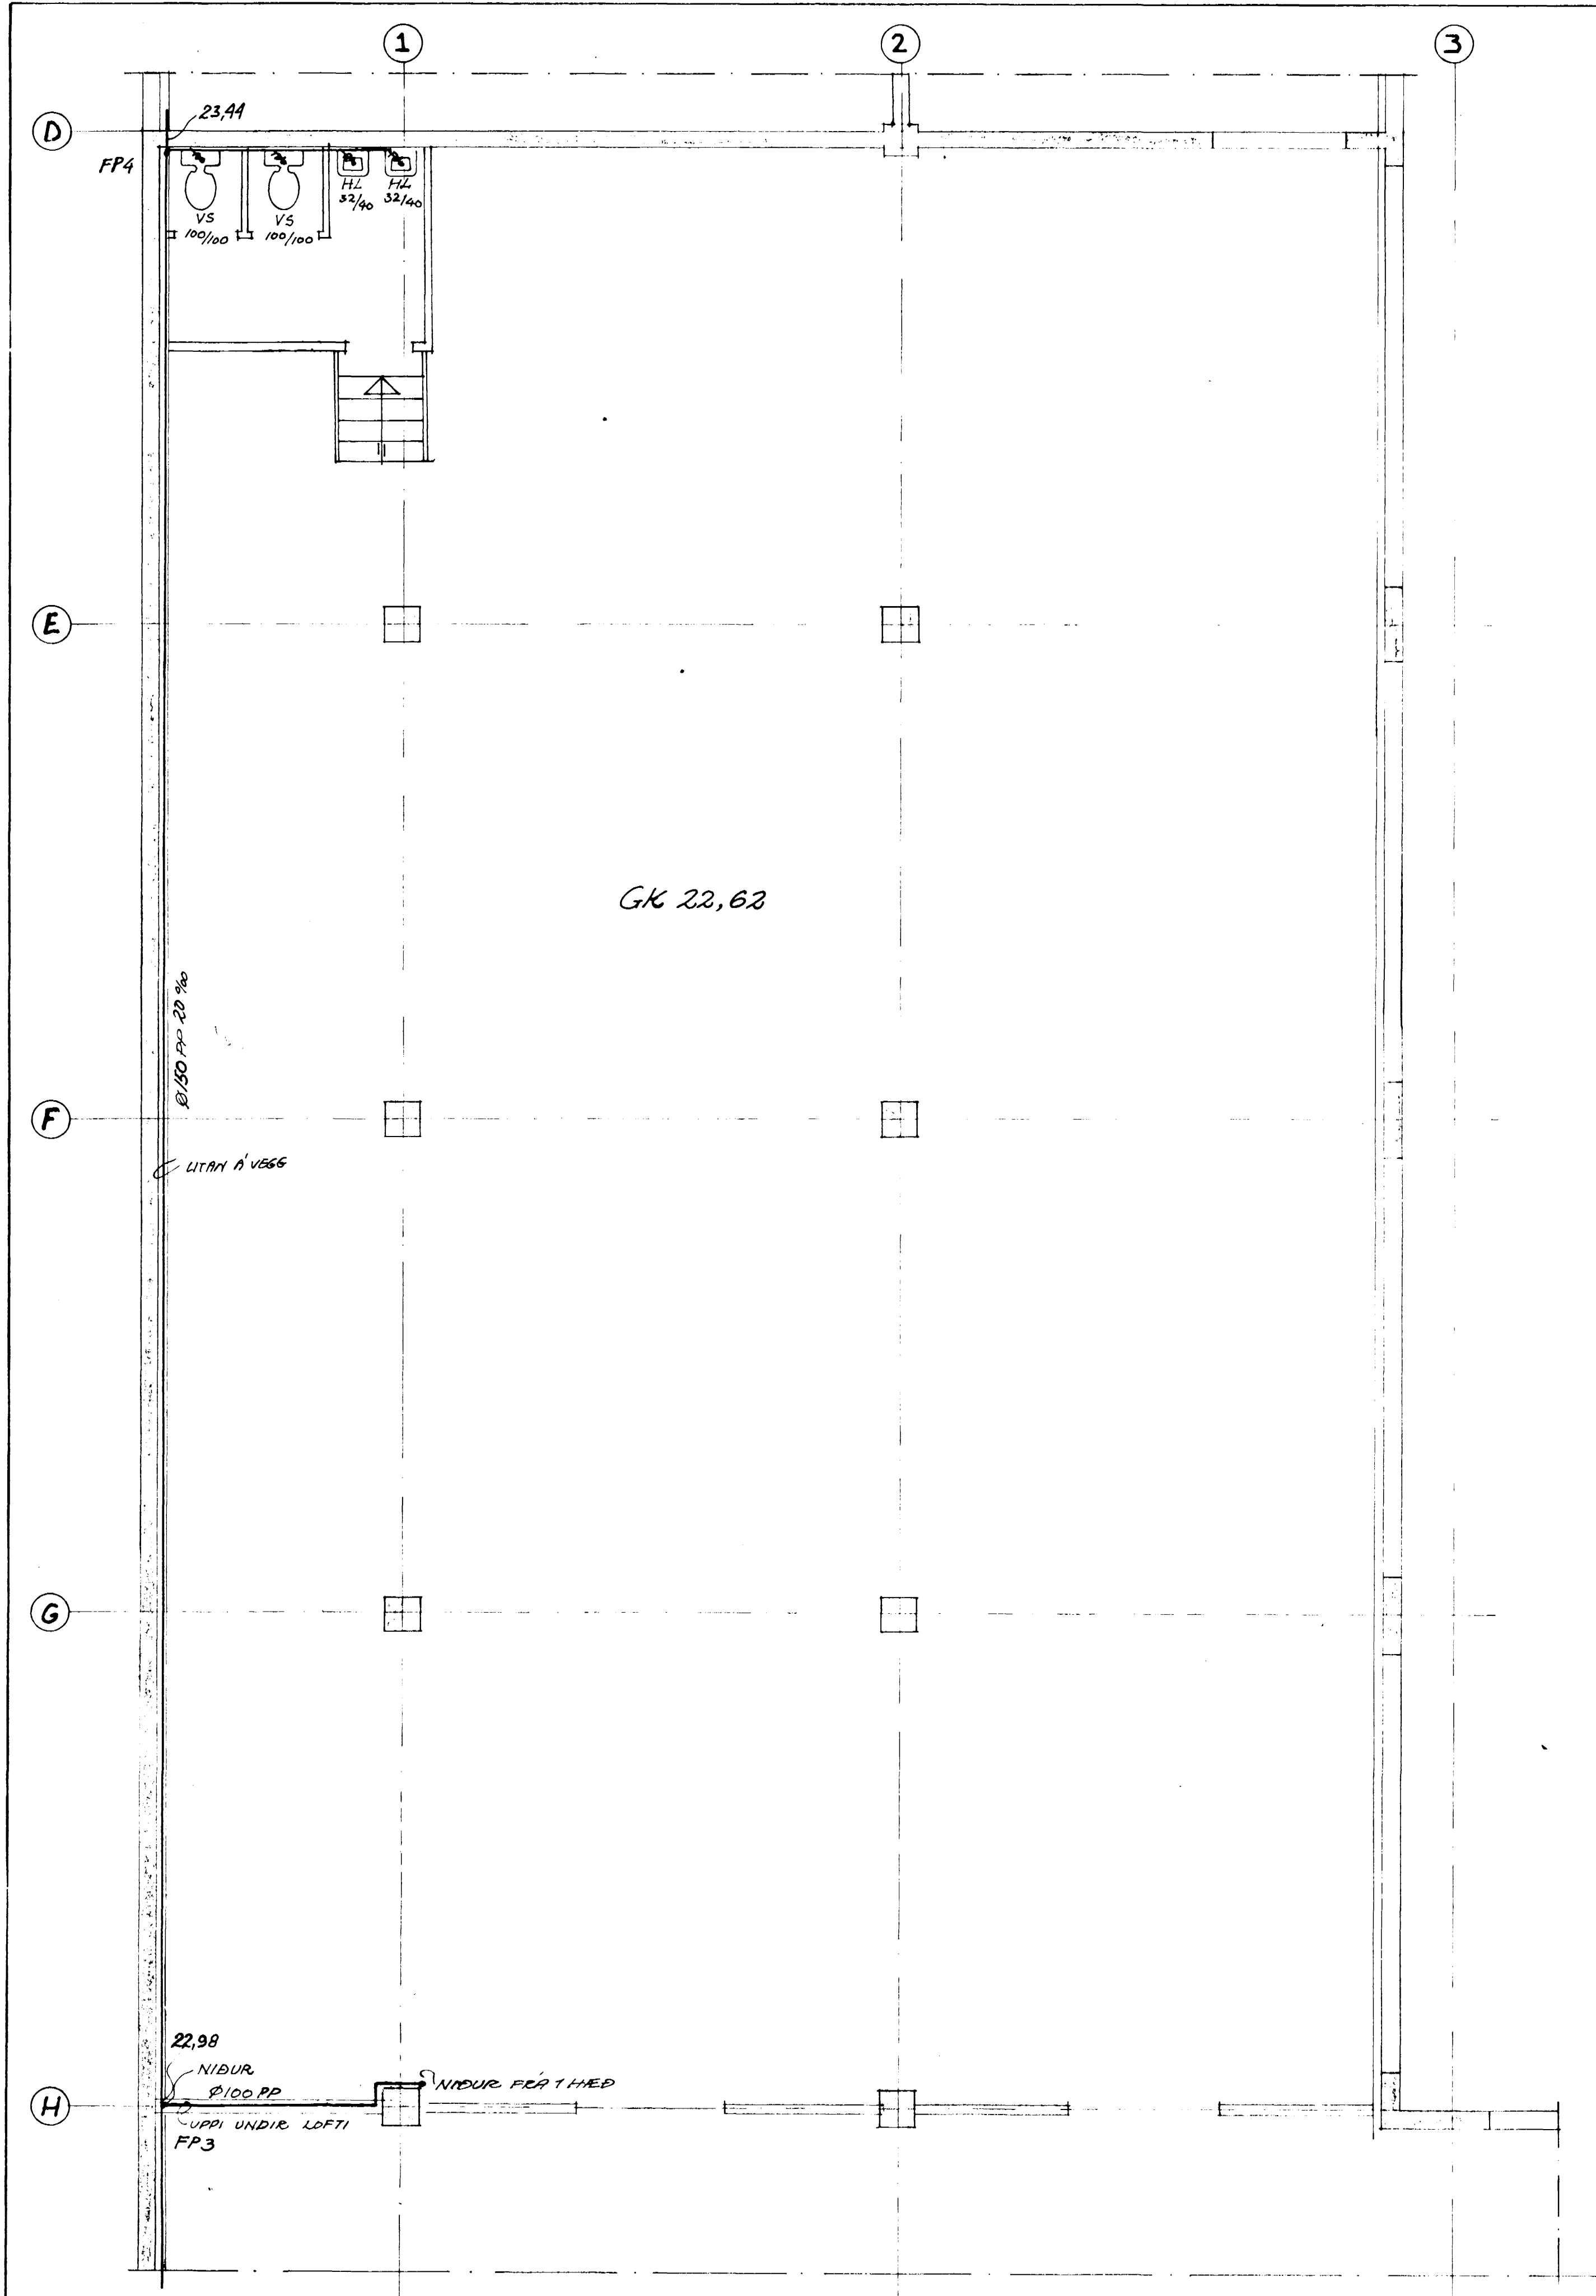 1
2
3
D
23,44
FP4
HL
32/40
HL
32/40
VS
100/100
VS
100/100
E
GK 22,62
Ø150 PP 20 ‰
F
UTAN Á VEGG
G
22,98
NIÐUR
Ø100 PP
NIÐUR FRÁ 1 HÆÐ
H
UPPI UNDIR LOFTI
FP3